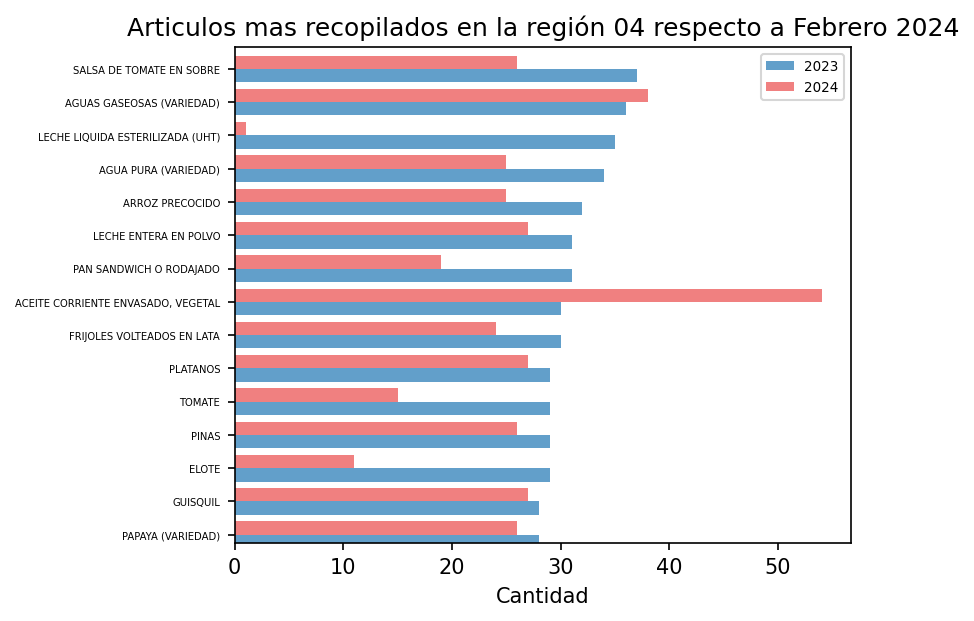 Articulos mas recopilados en la región 04 respecto a Febrero 2024
SALSA DE TOMATE EN SOBRE
AGUAS GASEOSAS (VARIEDAD)
LECHE LIQUIDA ESTERILIZADA (UHT)
AGUA PURA (VARIEDAD)
ARROZ PRECOCIDO
LECHE ENTERA EN POLVO
PAN SANDWICH O RODAJADO
ACEITE CORRIENTE ENVASADO, VEGETAL
FRIJOLES VOLTEADOS EN LATA
PLATANOS
TOMATE
PINAS
ELOTE
GUISQUIL
PAPAYA (VARIEDAD)
2023
2024
0 10 20 30 40 50
Cantidad